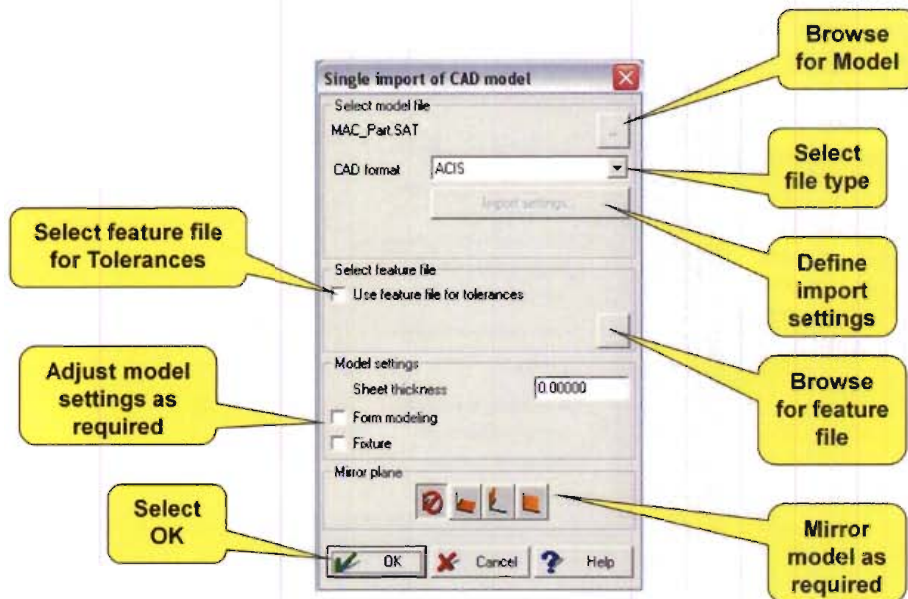 Browse
for Model
Single import of CAD model
Select model file
MAC_Part.SAT
...
CAD format
ACIS
Select
file type
Import settings...
Select feature file
for Tolerances
Define
import
settings
Select feature file
Use feature file for tolerances
Adjust model
settings as
required
Model settings
Sheet thickness
0.00000
Browse
for feature
file
Form modeling
Fixture
Mirror plane
Select
OK
Mirror
model as
required
OK
Cancel
Help